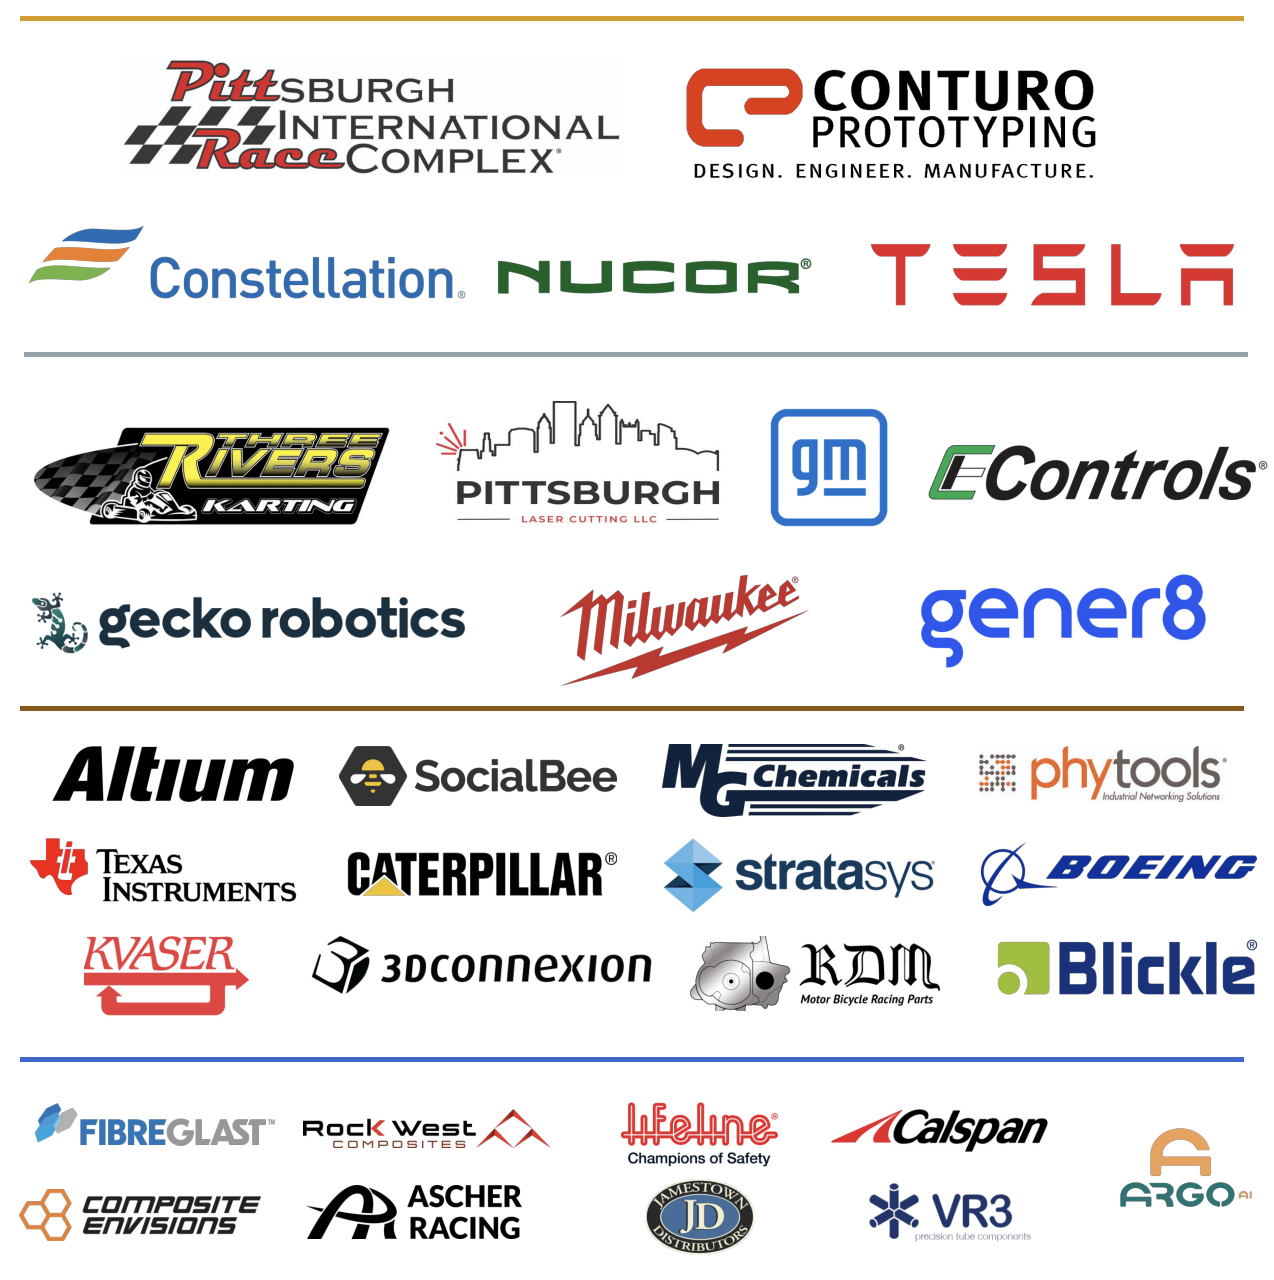 PittSBURGH
INTERNATIONAL
RaceCOMPLEX®
CONTURO
PROTOTYPING
DESIGN. ENGINEER. MANUFACTURE.
Constellation®
NUCOR®
TESLA
THREE
RIVERS
KARTING
PITTSBURGH
LASER CUTTING LLC
gm
EControls®
gecko robotics
Milwaukee®
gener8
Altium
SocialBee
MG Chemicals®
phytools®
Industrial Networking Solutions
TEXAS
INSTRUMENTS
CATERPILLAR®
stratasys®
BOEING
KVASER
3Dconnexion
RDM
Motor Bicycle Racing Parts
Blickle®
FIBREGLAST™
ROCK WEST
COMPOSITES
lifeline®
Champions of Safety
Calspan
ARGO AI
COMPOSITE
ENVISIONS
ASCHER
RACING
JAMESTOWN
JD
DISTRIBUTORS
VR3
precision tube components